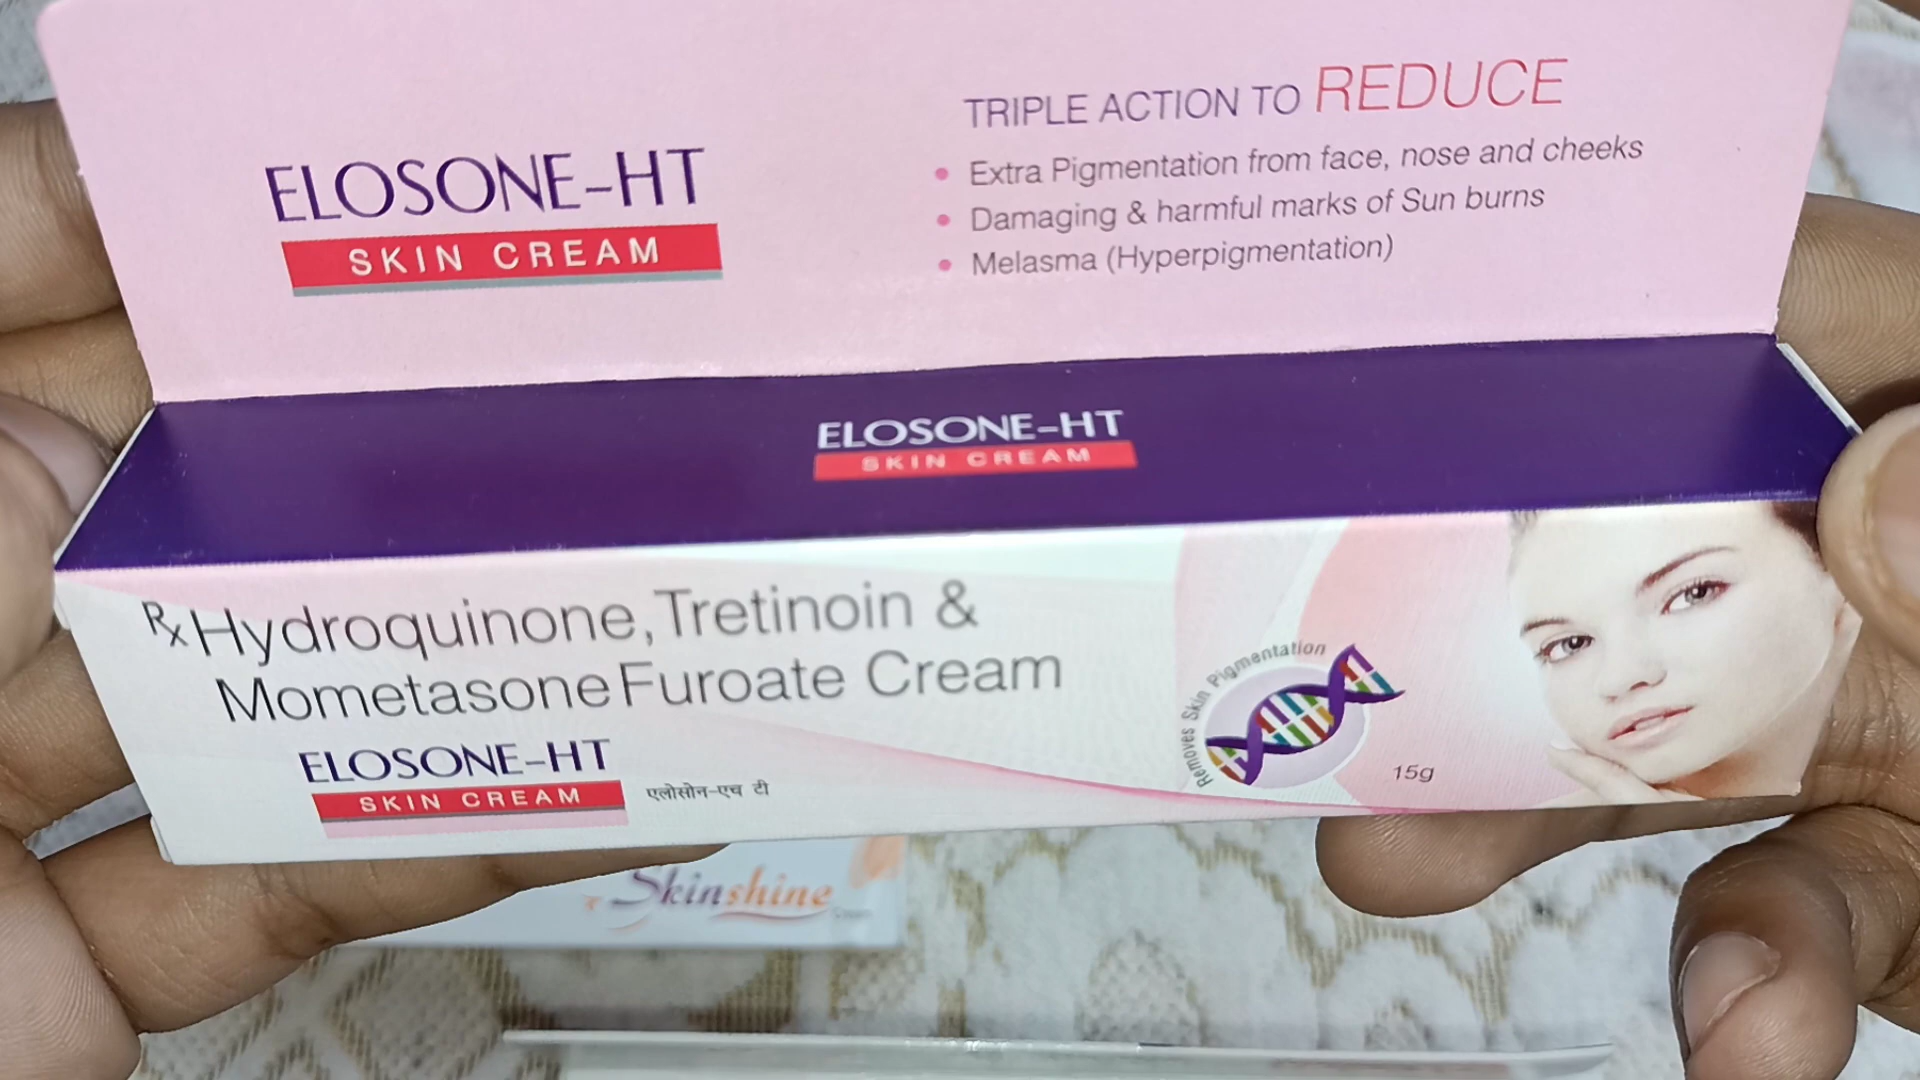 ELOSONE-HT
SKIN CREAM
TRIPLE ACTION TO REDUCE
• Extra Pigmentation from face, nose and cheeks
• Damaging & harmful marks of Sun burns
• Melasma (Hyperpigmentation)
ELOSONE-HT
SKIN CREAM
Rx Hydroquinone, Tretinoin &
Mometasone Furoate Cream
ELOSONE-HT
SKIN CREAM
एलोसोन-एच टी
Removes Skin Pigmentation
15g
Skinshine